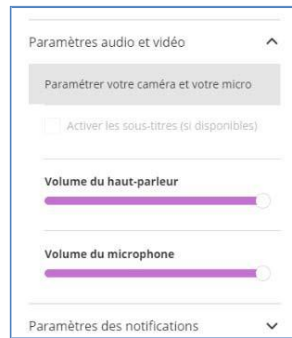 Paramètres audio et vidéo
Paramétrer votre caméra et votre micro
Activer les sous-titres (si disponibles)
Volume du haut-parleur
Volume du microphone
Paramètres des notifications